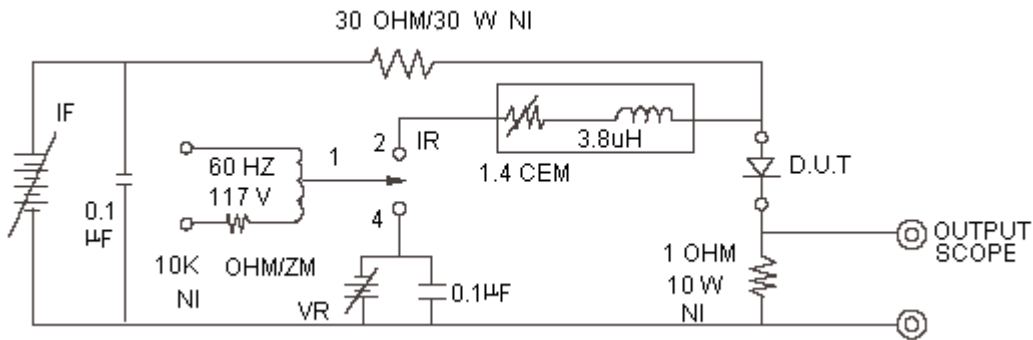 30 OHM/30 W NI
IF
0.1
μF
60 HZ
117 V
10K OHM/ZM
NI
1
2
IR
4
1.4 CEM
3.8uH
VR
0.1μF
D.U.T
1 OHM
10 W
NI
OUTPUT
SCOPE